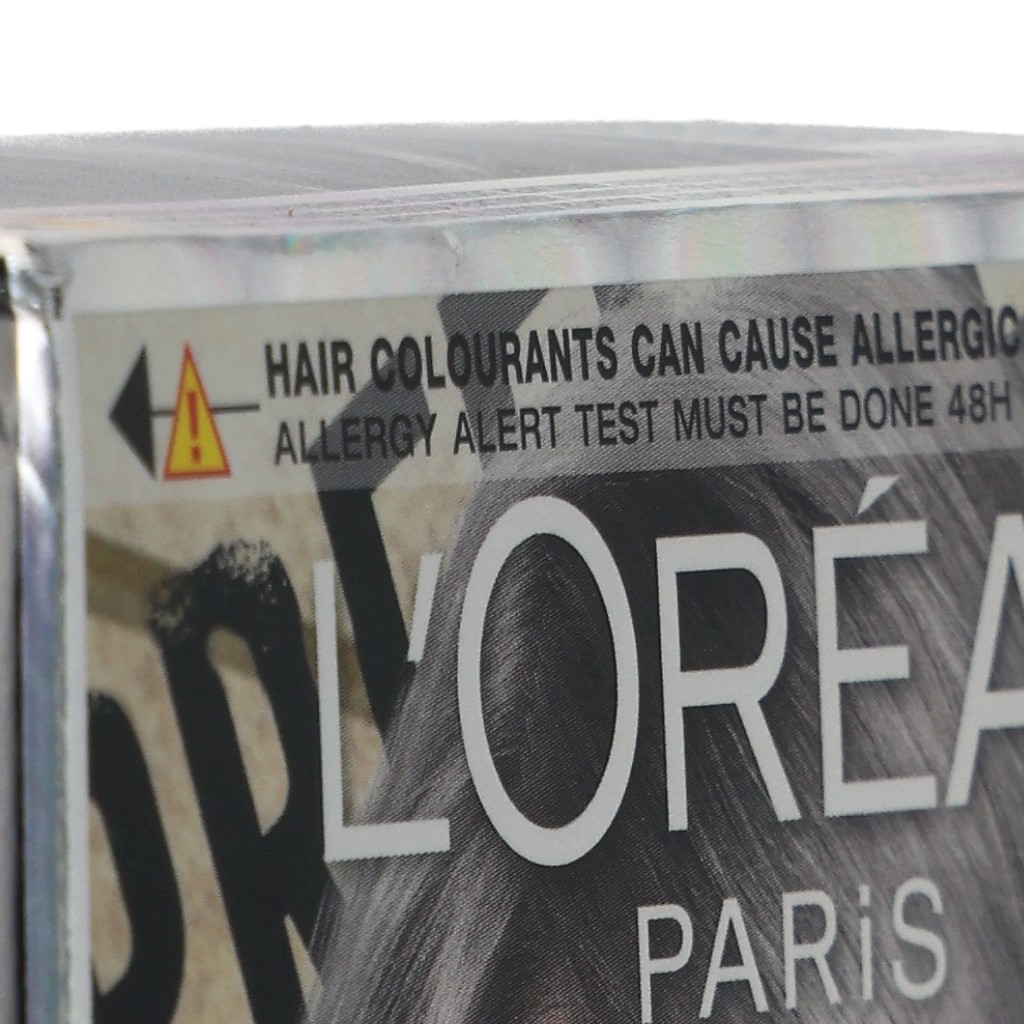 HAIR COLOURANTS CAN CAUSE ALLERGIC
ALLERGY ALERT TEST MUST BE DONE 48H
L'ORÉA
PARiS